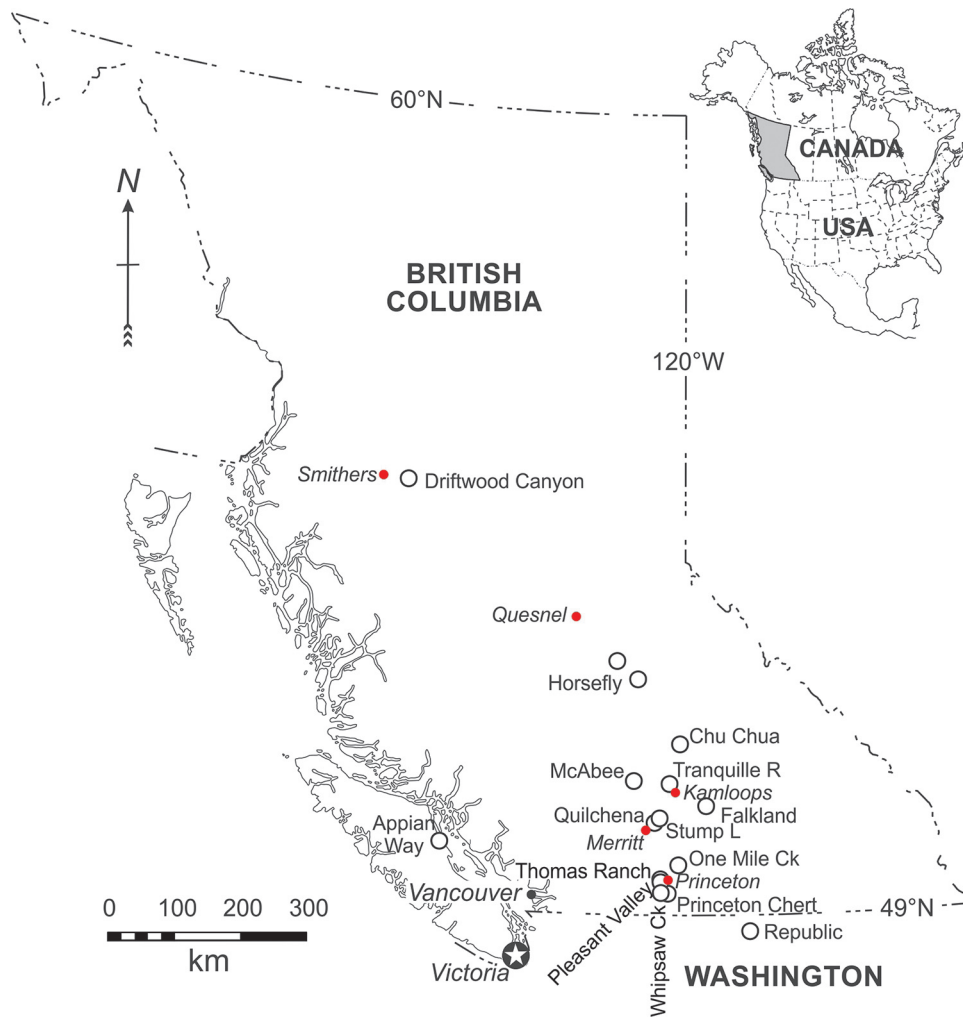 60°N
CANADA
USA
N
BRITISH
COLUMBIA
120°W
Smithers
Driftwood Canyon
Quesnel
Horsefly
Chu Chua
McAbee
Tranquille R
Kamloops
Quilchena
Falkland
Appian
Way
Merritt
Stump L
One Mile Ck
Thomas Ranch
Princeton
Vancouver
Princeton Chert
Pleasant Valley
Whipsaw Ck
49°N
0 100 200 300
km
Republic
Victoria
WASHINGTON